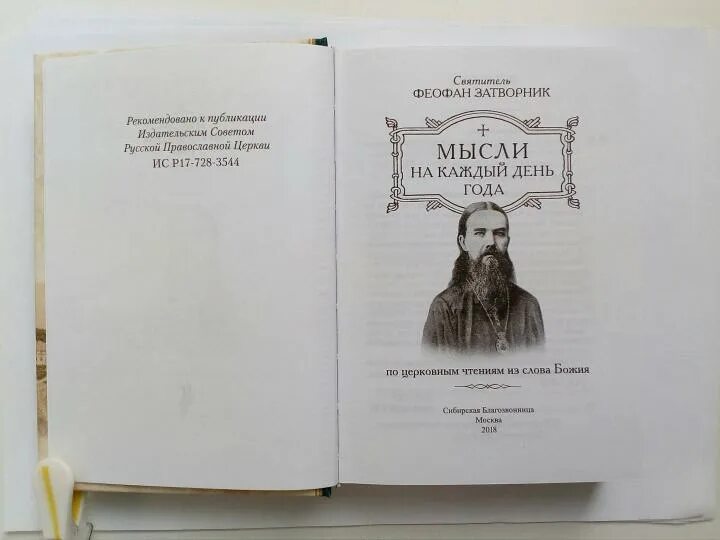 Рекомендовано к публикации
Издательским Советом
Русской Православной Церкви
ИС Р17-728-3544
Святитель
ФЕОФАН ЗАТВОРНИК
МЫСЛИ
НА КАЖДЫЙ ДЕНЬ
ГОДА
по церковным чтениям из слова Божия
Сибирская Благозвонница
Москва
2018